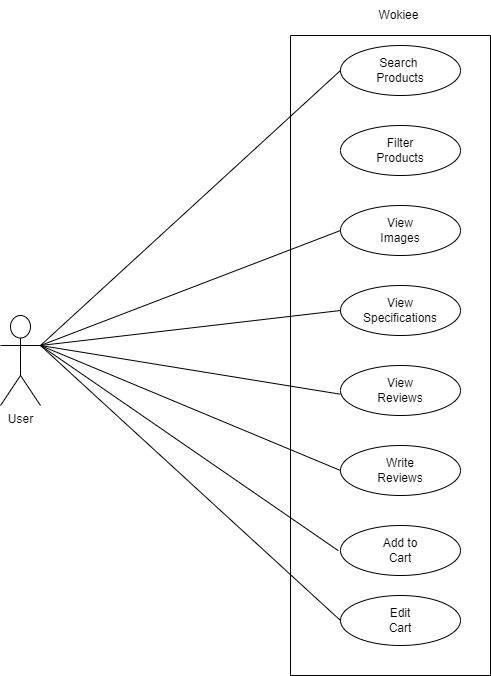 Wokiee
Search
Products
Filter
Products
View
Images
View
Specifications
View
Reviews
Write
Reviews
Add to
Cart
Edit
Cart
User